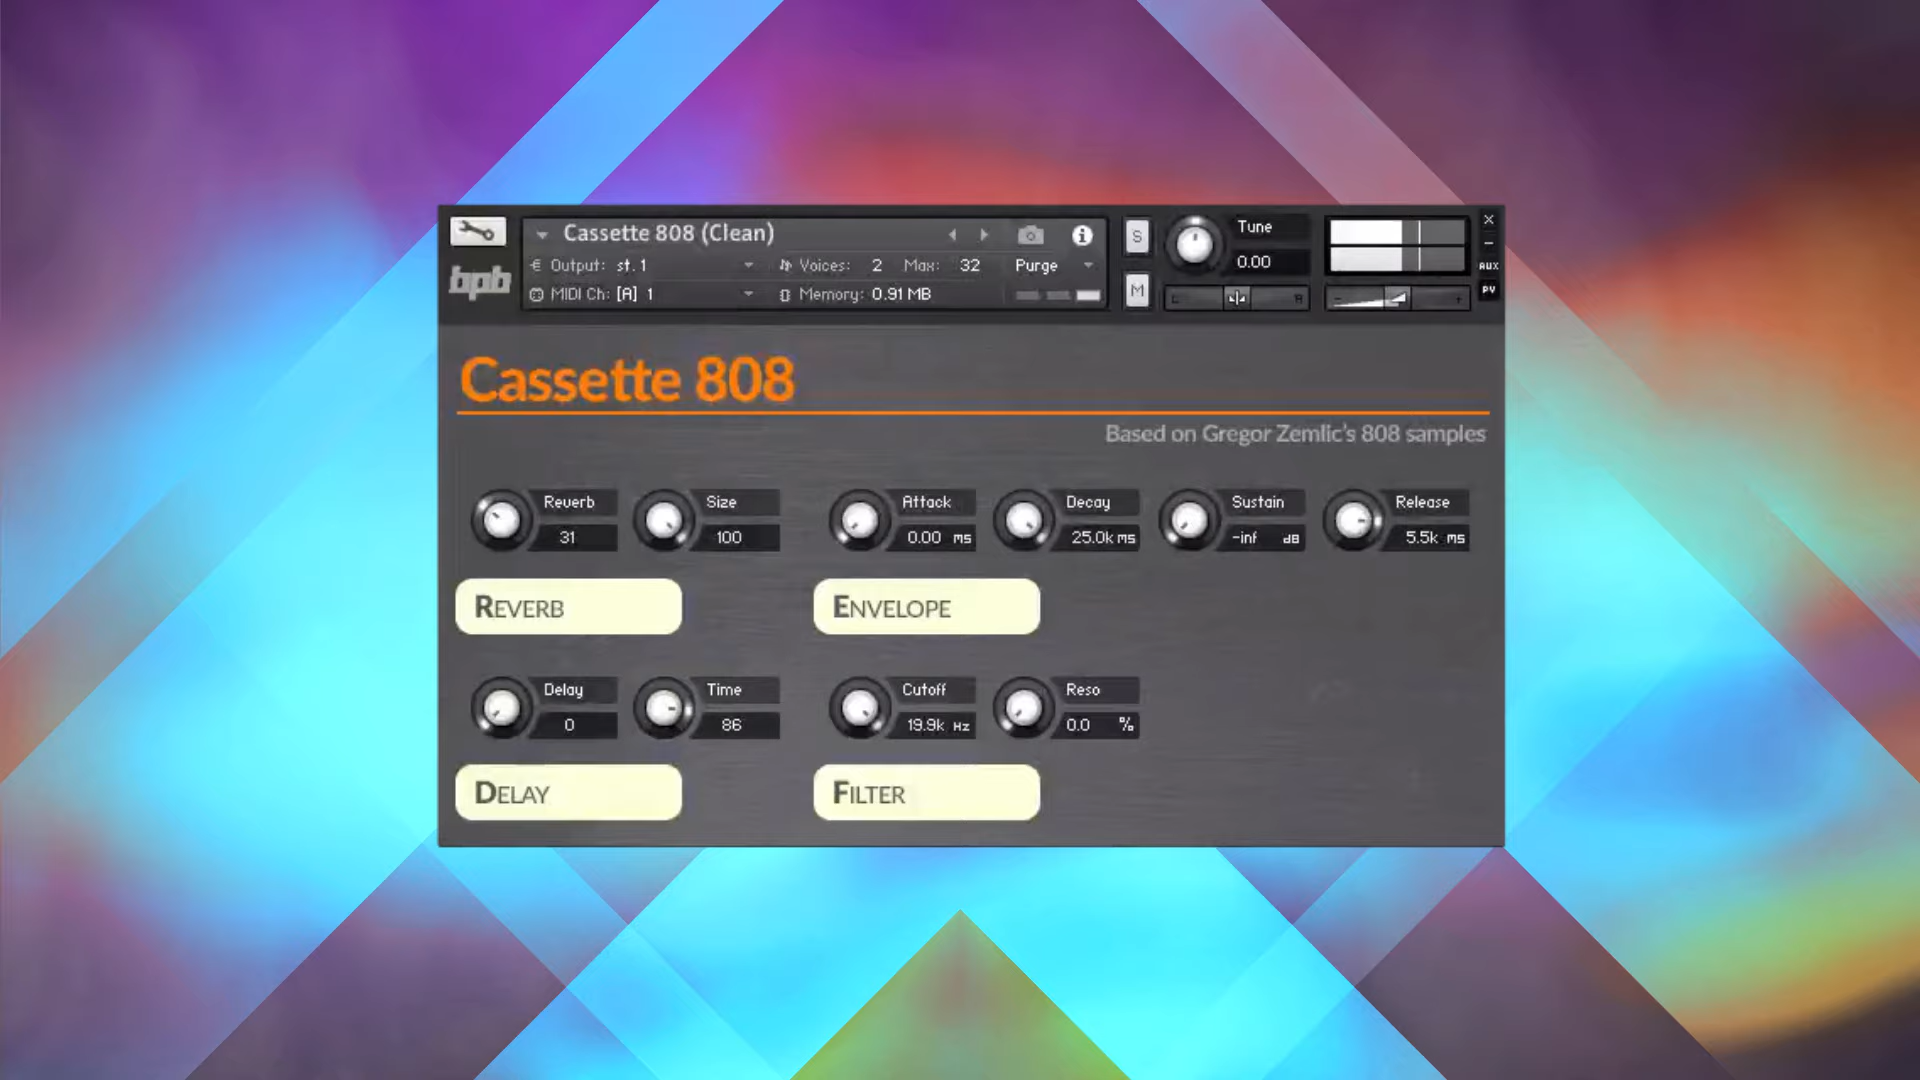 Cassette 808 (Clean)
bpb
Output: st. 1
Voices: 2 Max: 32
Purge
MIDI Ch: [A] 1
Memory: 0.91 MB
S
M
Tune
0.00
L R
X
AUX
PV
Cassette 808
Based on Gregor Zemlic's 808 samples
Reverb
31
Size
100
Attack
0.00 ms
Decay
25.0k ms
Sustain
-inf dB
Release
5.5k ms
REVERB
ENVELOPE
Delay
0
Time
86
Cutoff
19.9k Hz
Reso
0.0 %
DELAY
FILTER